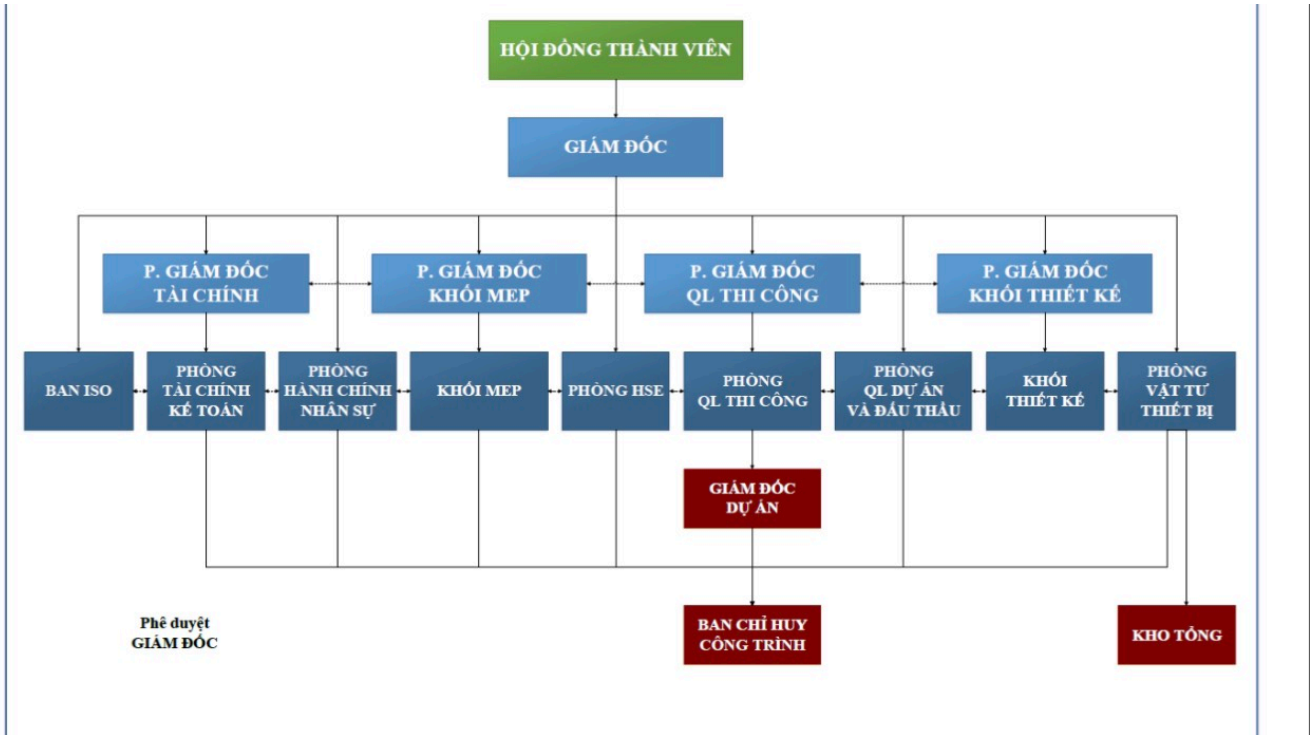 HỘI ĐỒNG THÀNH VIÊN
GIÁM ĐỐC
P. GIÁM ĐỐC
TÀI CHÍNH
P. GIÁM ĐỐC
KHỐI MEP
P. GIÁM ĐỐC
QL THI CÔNG
P. GIÁM ĐỐC
KHỐI THIẾT KẾ
BAN ISO
PHÒNG
TÀI CHÍNH
KẾ TOÁN
PHÒNG
HÀNH CHÍNH
NHÂN SỰ
KHỐI MEP
PHÒNG HSE
PHÒNG
QL THI CÔNG
PHÒNG
QL DỰ ÁN
VÀ ĐẤU THẦU
KHỐI
THIẾT KẾ
PHÒNG
VẬT TƯ
THIẾT BỊ
GIÁM ĐỐC
DỰ ÁN
Phê duyệt
GIÁM ĐỐC
BAN CHỈ HUY
CÔNG TRÌNH
KHO TỔNG